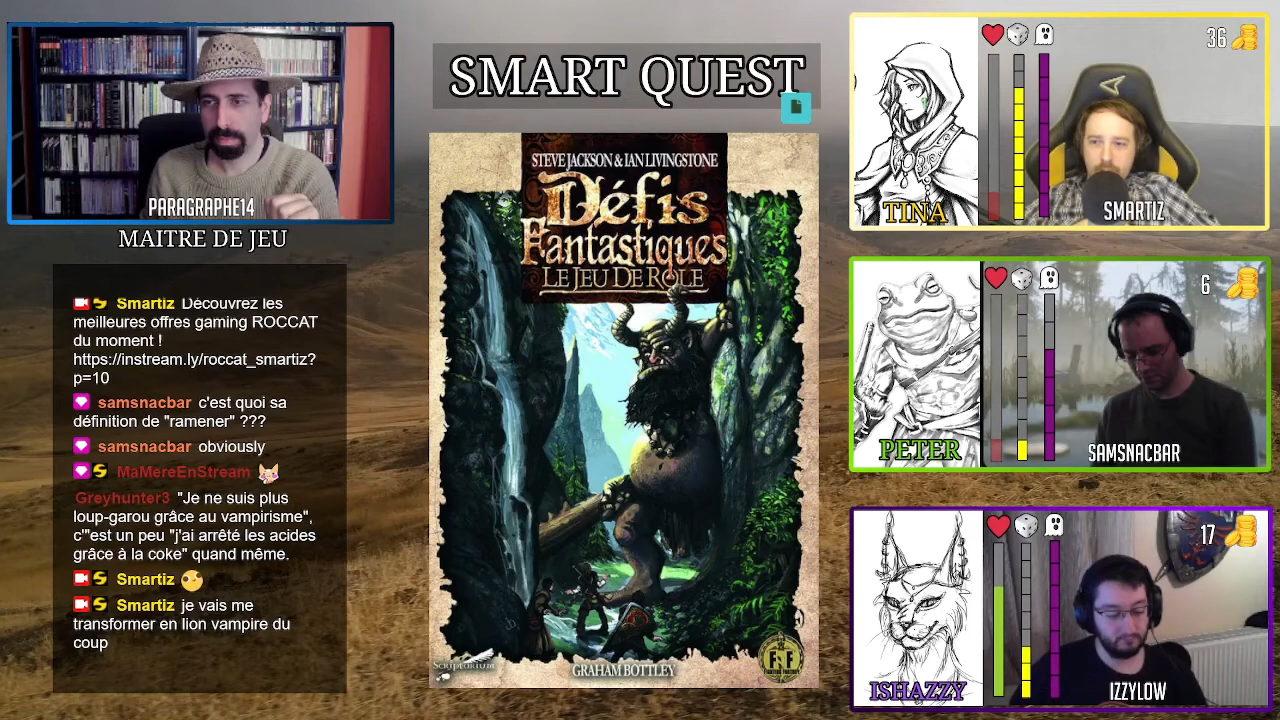 PARAGRAPHE14
MAITRE DE JEU
Smartiz Découvrez les
meilleures offres gaming ROCCAT
du moment !
https://instream.ly/roccat_smartiz?
p=10
samsnacbar c'est quoi sa
définition de "ramener" ???
samsnacbar obviously
MaMereEnStream
Greyhunter3 "Je ne suis plus
loup-garou grâce au vampirisme",
c'"est un peu "j'ai arrêté les acides
grâce à la coke" quand même.
Smartiz
Smartiz je vais me
transformer en lion vampire du
coup
SMART QUEST
STEVE JACKSON & IAN LIVINGSTONE
Défis
Fantastiques
LE JEU DE RÔLE
SCRIPTARIUM
GRAHAM BOTTLEY
FF
36
TINA
SMARTIZ
6
PETER
SAMSNACBAR
17
ISHAZZY
IZZYLOW